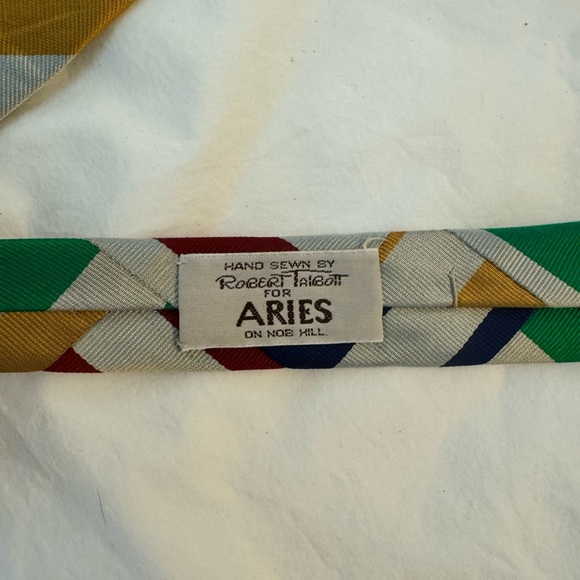 HAND SEWN BY
ROBERT TALBOTT
FOR
ARIES
ON NOB HILL.